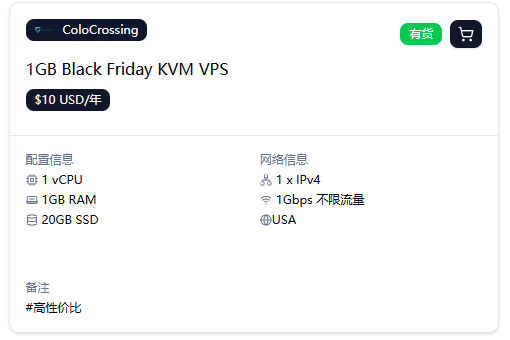 ColoCrossing
有货
1GB Black Friday KVM VPS
$10 USD/年
配置信息
1 vCPU
1GB RAM
20GB SSD
网络信息
1 x IPv4
1Gbps 不限流量
USA
备注
#高性价比